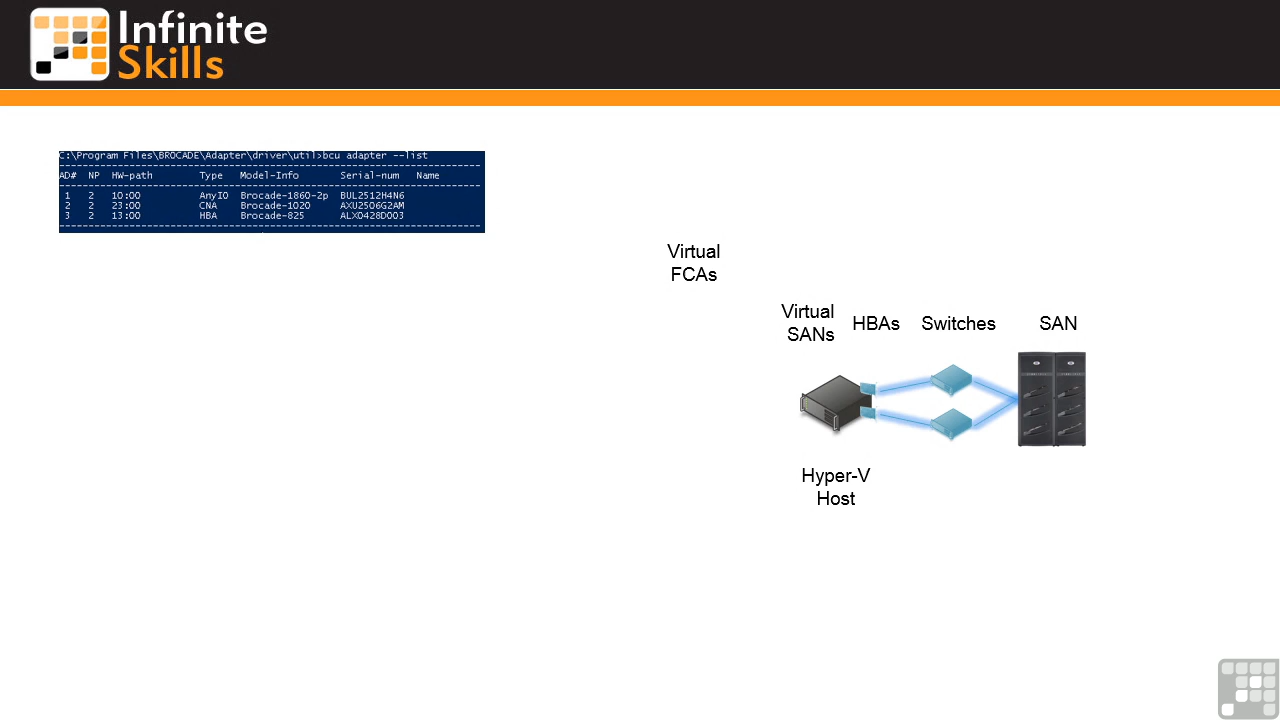 Infinite
Skills
C:\Program Files\BROCADE\Adapter\driver\util>bcu adapter --list
AD# NP HW-path Type Model-Info Serial-num Name
1 2 10:00 AnyIO Brocade-1860-2p BUL2512H4N6
2 2 23:00 CNA Brocade-1020 AXU2506G2AM
3 2 13:00 HBA Brocade-825 ALX0428D003
Virtual
FCAs
Virtual
SANs
HBAs
Switches
SAN
Hyper-V
Host